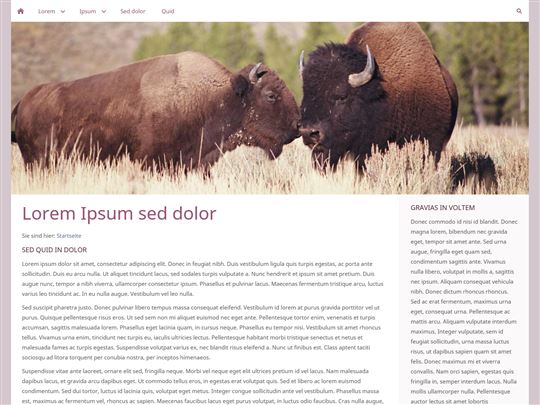 Lorem Ipsum Sed dolor Quid
Lorem Ipsum sed dolor
Sie sind hier: Startseite
SED QUID IN DOLOR
Lorem ipsum dolor sit amet, consectetur adipiscing elit. Donec in feugiat nibh. Duis vestibulum ligula quis turpis egestas, ac porta ante
sollicitudin. Duis eu arcu nulla. Ut aliquet tincidunt lacus, sed sodales turpis vulputate a. Nunc hendrerit et ipsum sit amet pretium. Duis
augue nunc, tempor a nibh viverra, ullamcorper consectetur ipsum. Phasellus et pulvinar lacus. Maecenas fermentum tristique arcu, luctus
varius leo tincidunt ac. In eu nulla augue. Vestibulum vel leo nulla.
Sed suscipit pharetra justo. Donec pulvinar libero tempus massa consequat eleifend. Vestibulum id lorem at purus gravida porttitor vel ut
purus. Quisque pellentesque risus eros. Ut sed sem non mi aliquet euismod nec eget ante. Pellentesque tortor enim, venenatis et turpis
accumsan, sagittis malesuada lorem. Phasellus eget lacinia quam, in cursus neque. Phasellus eu tempor nisi. Vestibulum sit amet rhoncus
tellus. Vivamus urna enim, tincidunt nec turpis eu, iaculis ultricies lectus. Pellentesque habitant morbi tristique senectus et netus et
malesuada fames ac turpis egestas. Suspendisse volutpat varius ex, nec blandit risus eleifend a. Nunc ut finibus est. Class aptent taciti
sociosqu ad litora torquent per conubia nostra, per inceptos himenaeos.
Suspendisse vitae ante laoreet, ornare elit sed, fringilla neque. Morbi vel neque eget elit pretium id vel lacus. Nam malesuada
dapibus lacus, et gravida arcu dapibus eget. Ut commodo tellus eros, in egestas erat volutpat quis. Sed et libero ac lorem euismod
condimentum. Sed dui tortor, luctus id lacinia quis, volutpat eget metus. Integer congue sollicitudin ante vel vestibulum. Phasellus massa
est, maximus ac fermentum vel, rhoncus ac sapien. Maecenas faucibus lacus eget purus volutpat, in luctus odio faucibus. Cras nulla augue,
GRAVIAS IN VOLTEM
Donec commodo id nisi id blandit. Donec
magna lorem, bibendum nec gravida
eget, tempor sit amet ante. Sed urna
augue, fringilla eget quam sed,
condimentum sagittis ante. Vivamus
nulla libero, volutpat in mollis a, sagittis
nec ipsum. Aliquam consequat vehicula
nibh. Donec dictum rhoncus rhoncus.
Sed ac erat fermentum, maximus urna
eget, consequat urna. Pellentesque ac
mattis arcu. Aliquam vulputate interdum
maximus. Integer vulputate, sem id
feugiat sollicitudin, urna massa luctus
risus, ut dapibus sapien quam sit amet
felis. Donec maximus mi et viverra
convallis. Nam orci sapien, egestas quis
fringilla in, semper interdum lacus. Nulla
mollis vulputate nunc. Pellentesque
auctor lectus sit amet lobortis